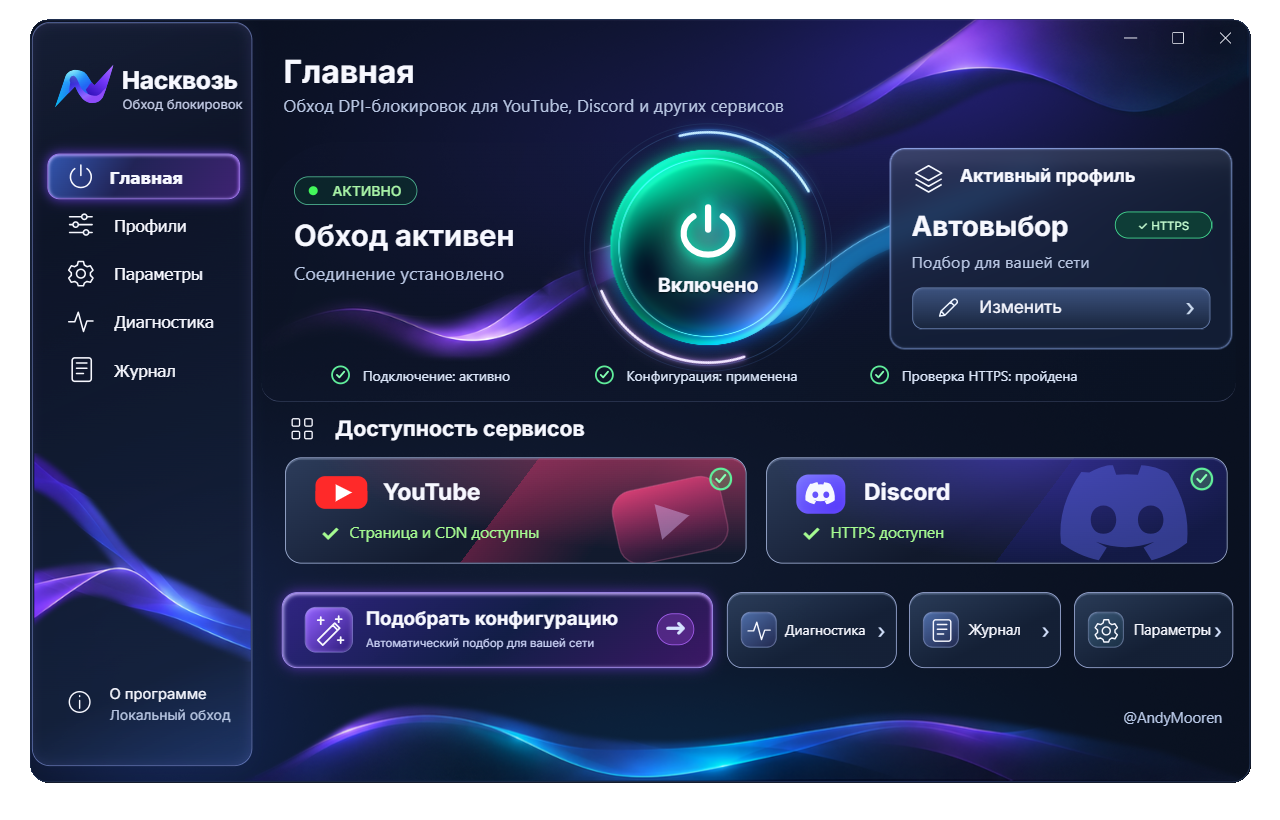 Насквозь
Обход блокировок
Главная
Профили
Параметры
Диагностика
Журнал
О программе
Локальный обход
Главная
Обход DPI-блокировок для YouTube, Discord и других сервисов
АКТИВНО
Обход активен
Соединение установлено
Включено
Активный профиль
Автовыбор
HTTPS
Подбор для вашей сети
Изменить
Подключение: активно
Конфигурация: применена
Проверка HTTPS: пройдена
Доступность сервисов
YouTube
Страница и CDN доступны
Discord
HTTPS доступен
Подобрать конфигурацию
Автоматический подбор для вашей сети
Диагностика
Журнал
Параметры
@AndyMooren